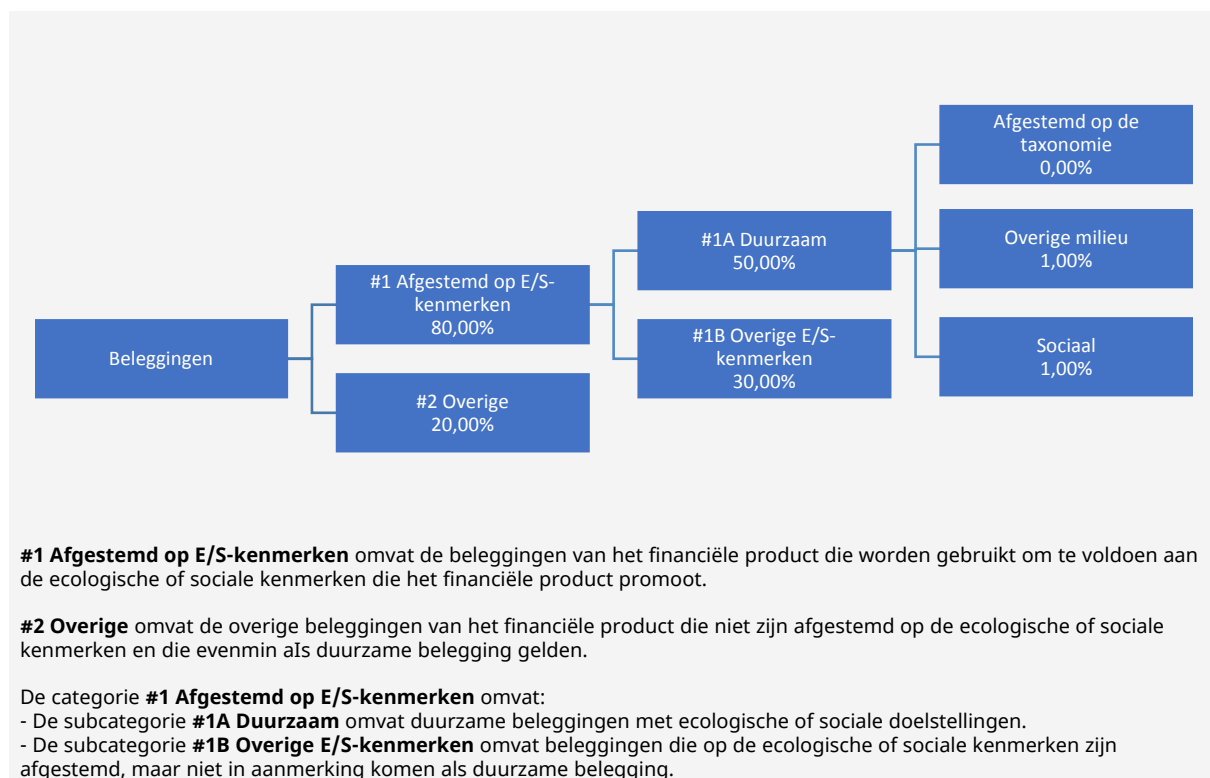 Beleggingen
#1 Afgestemd op E/S-
kenmerken
80,00%
#2 Overige
20,00%
#1A Duurzaam
50,00%
#1B Overige E/S-
kenmerken
30,00%
Afgestemd op de
taxonomie
0,00%
Overige milieu
1,00%
Sociaal
1,00%
#1 Afgestemd op E/S-kenmerken omvat de beleggingen van het financiële product die worden gebruikt om te voldoen aan
de ecologische of sociale kenmerken die het financiële product promoot.
#2 Overige omvat de overige beleggingen van het financiële product die niet zijn afgestemd op de ecologische of sociale
kenmerken en die evenmin aIs duurzame belegging gelden.
De categorie #1 Afgestemd op E/S-kenmerken omvat:
- De subcategorie #1A Duurzaam omvat duurzame beleggingen met ecologische of sociale doelstellingen.
- De subcategorie #1B Overige E/S-kenmerken omvat beleggingen die op de ecologische of sociale kenmerken zijn
afgestemd, maar niet in aanmerking komen als duurzame belegging.